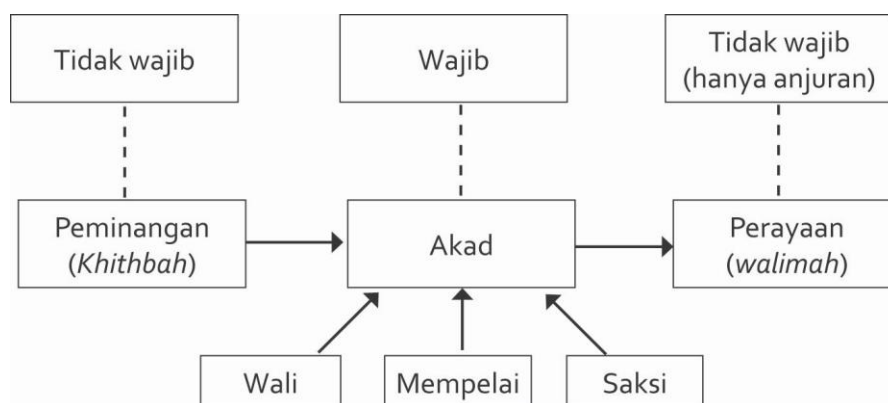 Tidak wajib
Wajib
Tidak wajib
(hanya anjuran)
Peminangan
(Khithbah)
Akad
Perayaan
(walimah)
Wali
Mempelai
Saksi